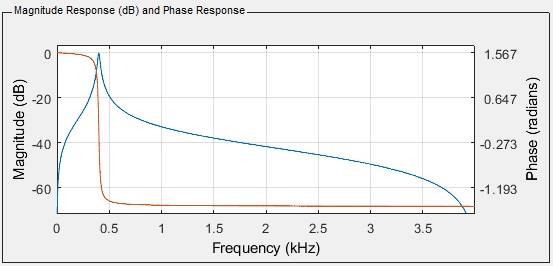 Magnitude Response (dB) and Phase Response
Magnitude (dB)
0
-20
-40
-60
1.567
0.647
-0.273
-1.193
Phase (radians)
0 0.5 1 1.5 2 2.5 3 3.5
Frequency (kHz)